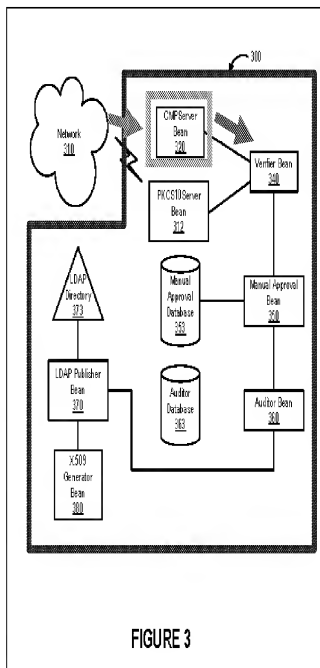 300
Network
310
CMPServer
Bean
320
Verifier Bean
340
PKCS10Server
Bean
312
LDAP
Directory
373
Manual
Approval
Database
353
Manual Approval
Bean
350
LDAP Publisher
Bean
370
Auditor
Database
363
Auditor Bean
360
X.509
Generator
Bean
380
FIGURE 3